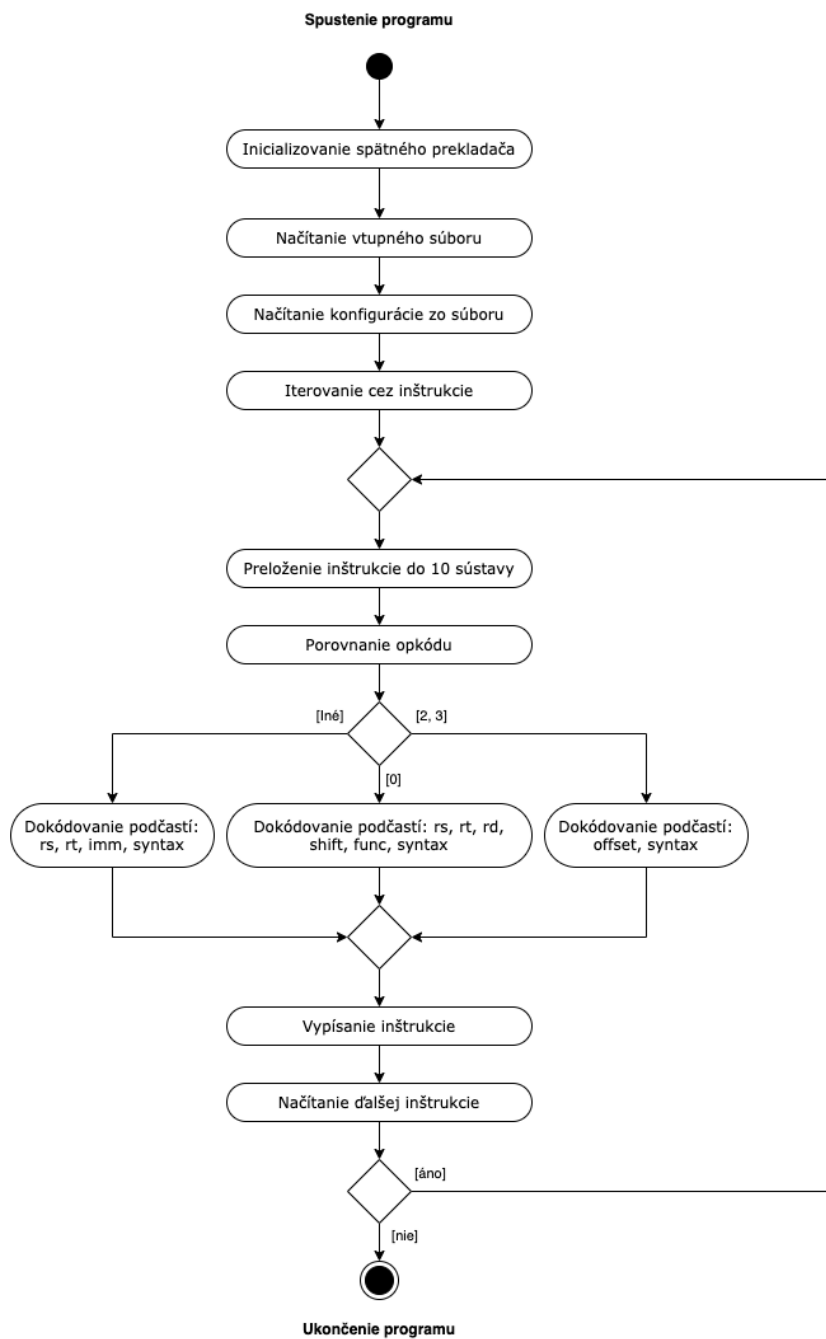 Spustenie programu
Inicializovanie spätného prekladača
Načítanie vtupného súboru
Načítanie konfigurácie zo súboru
Iterovanie cez inštrukcie
Preloženie inštrukcie do 10 sústavy
Porovnanie opkódu
[Iné]
[2, 3]
[0]
Dokódovanie podčastí:
rs, rt, imm, syntax
Dokódovanie podčastí: rs, rt, rd,
shift, func, syntax
Dokódovanie podčastí:
offset, syntax
Vypísanie inštrukcie
Načítanie ďalšej inštrukcie
[áno]
[nie]
Ukončenie programu